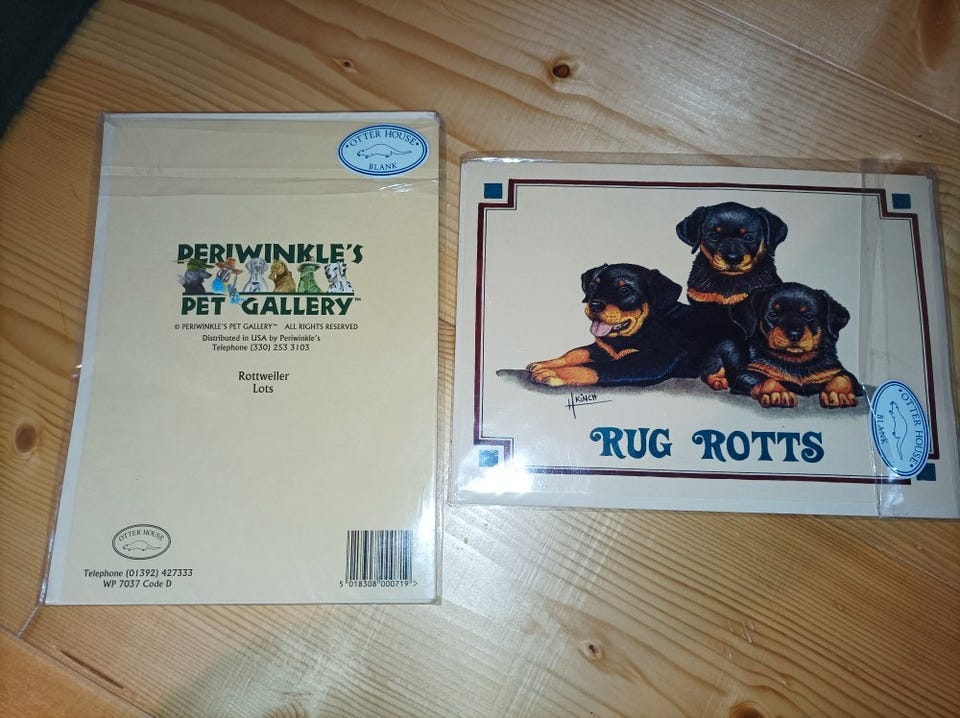 OTTER HOUSE
BLANK
PERIWINKLE'S
PET GALLERY™
© PERIWINKLE'S PET GALLERY™ ALL RIGHTS RESERVED
Distributed in USA by Periwinkle's
Telephone (330) 253 3103
Rottweiler
Lots
OTTER HOUSE
Telephone (01392) 427333
WP 7037 Code D
5 018308 000719 >
H KINCH
RUG ROTTS
OTTER HOUSE
BLANK